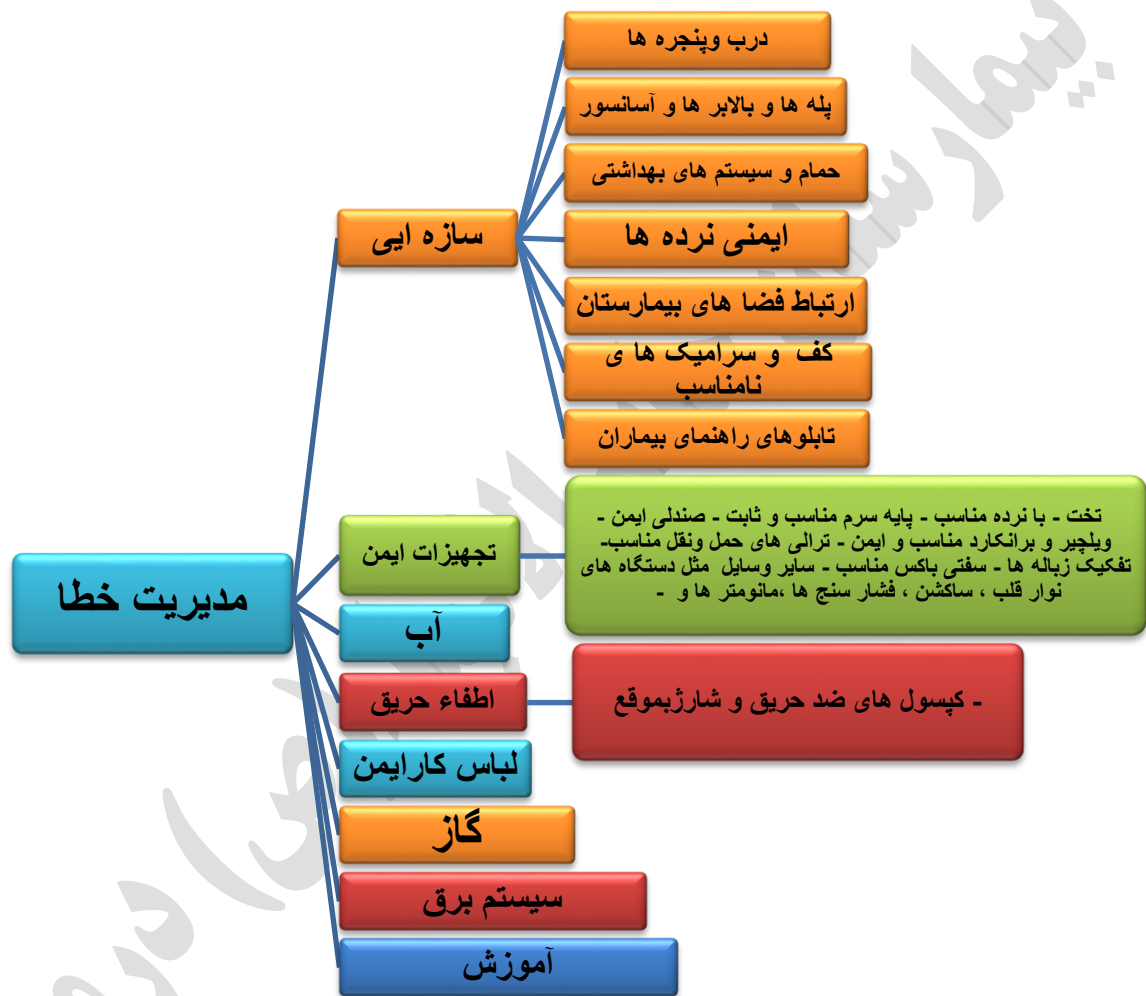 مدیریت خطا
سازه ایی
درب وپنجره ها
پله ها و بالابر ها و آسانسور
حمام و سیستم های بهداشتی
ایمنی نرده ها
ارتباط فضا های بیمارستان
کف و سرامیک ها ی
نامناسب
تابلوهای راهنمای بیماران
تجهیزات ایمن
تخت - با نرده مناسب - پایه سرم مناسب و ثابت - صندلی ایمن -
ویلچیر و برانکارد مناسب و ایمن - ترالی های حمل ونقل مناسب-
تفکیک زباله ها - سفتی باکس مناسب - سایر وسایل مثل دستگاه های
نوار قلب ، ساکشن ، فشار سنج ها ،مانومتر ها و -
آب
اطفاء حریق
- کپسول های ضد حریق و شارژبموقع
لباس کارایمن
گاز
سیستم برق
آموزش